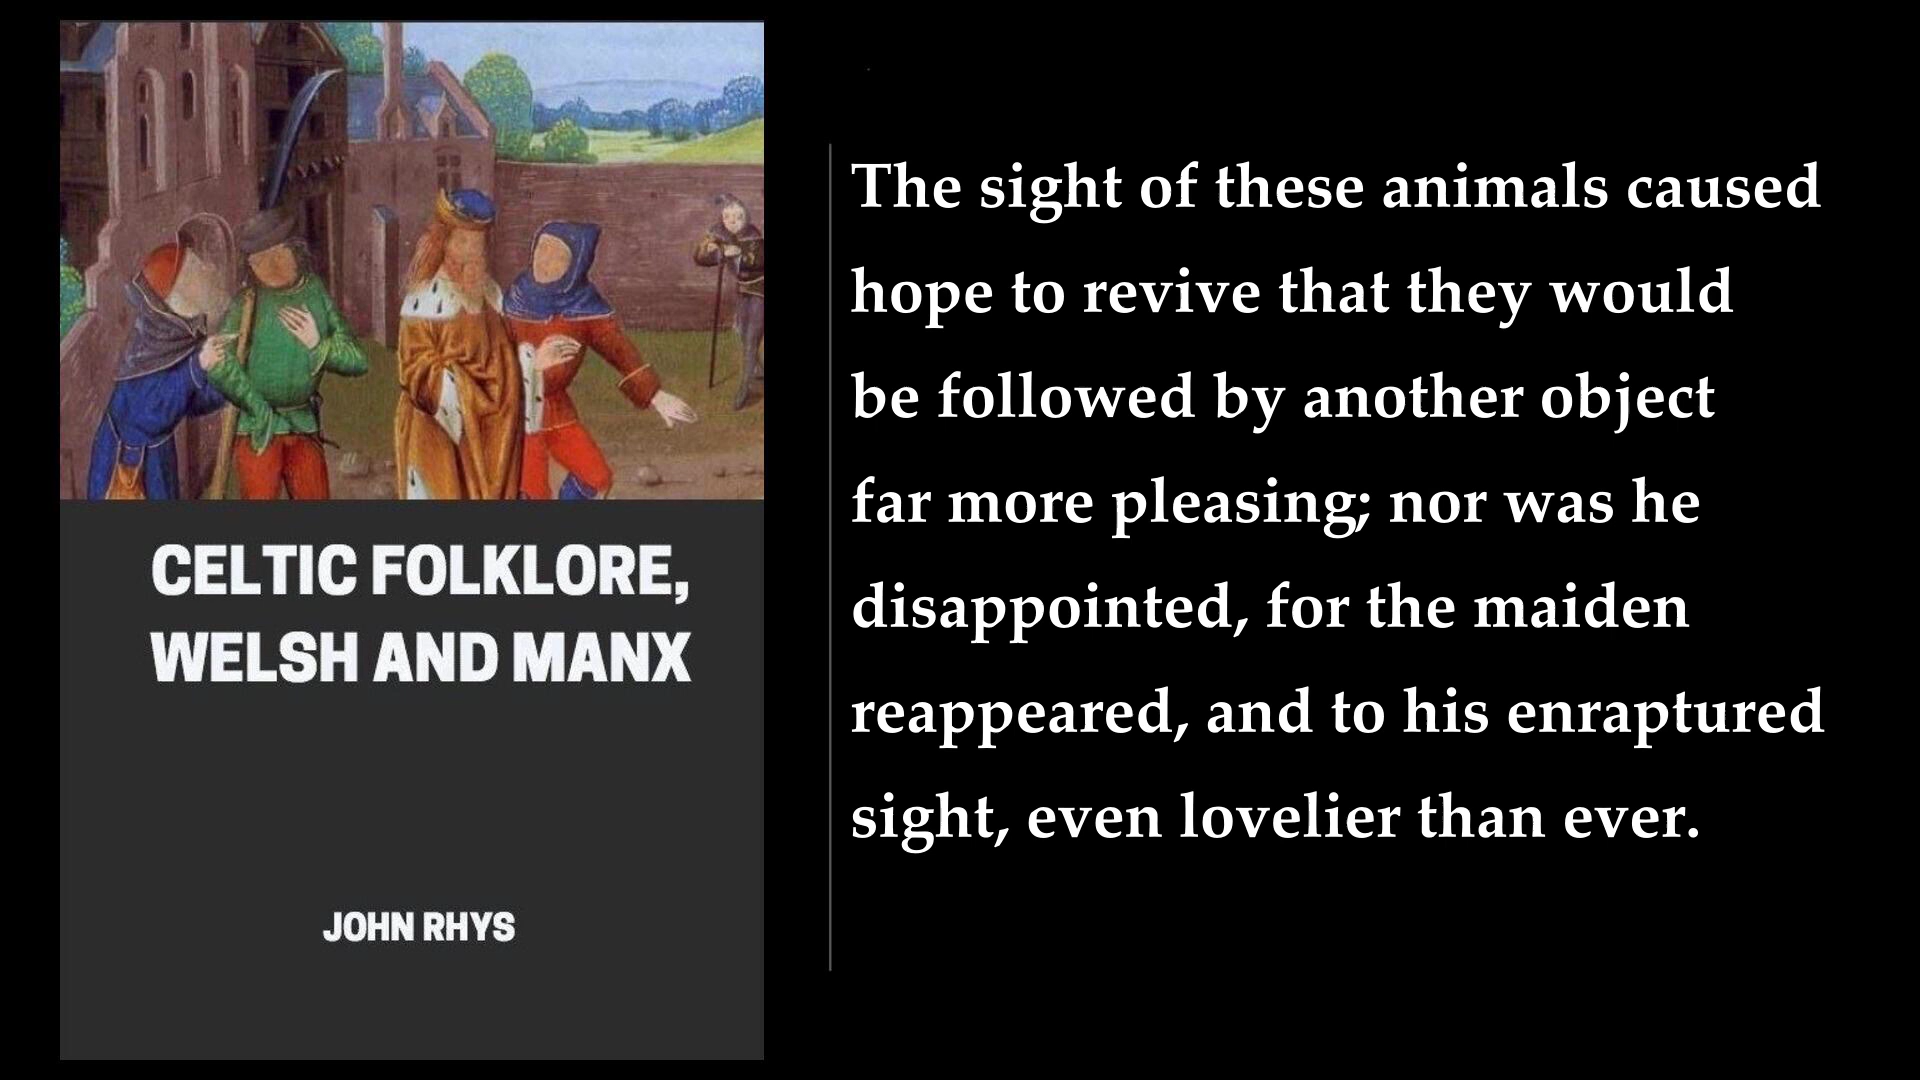 CELTIC FOLKLORE,
WELSH AND MANX
JOHN RHYS
The sight of these animals caused
hope to revive that they would
be followed by another object
far more pleasing; nor was he
disappointed, for the maiden
reappeared, and to his enraptured
sight, even lovelier than ever.